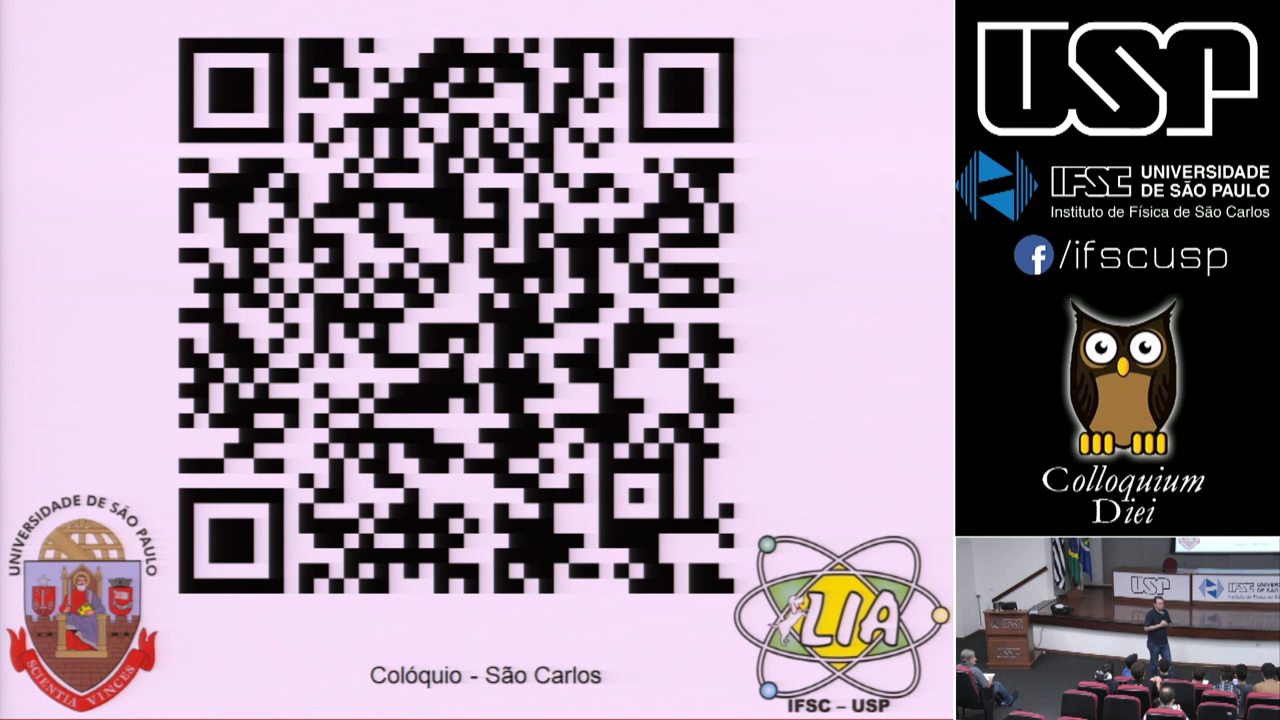 UNIVERSIDADE DE SÃO PAULO
SCIENTIA VINCES
Colóquio - São Carlos
LIA
IFSC – USP
USP
IFSC UNIVERSIDADE
DE SÃO PAULO
Instituto de Física de São Carlos
f/ifscusp
Colloquium
Diei
USP